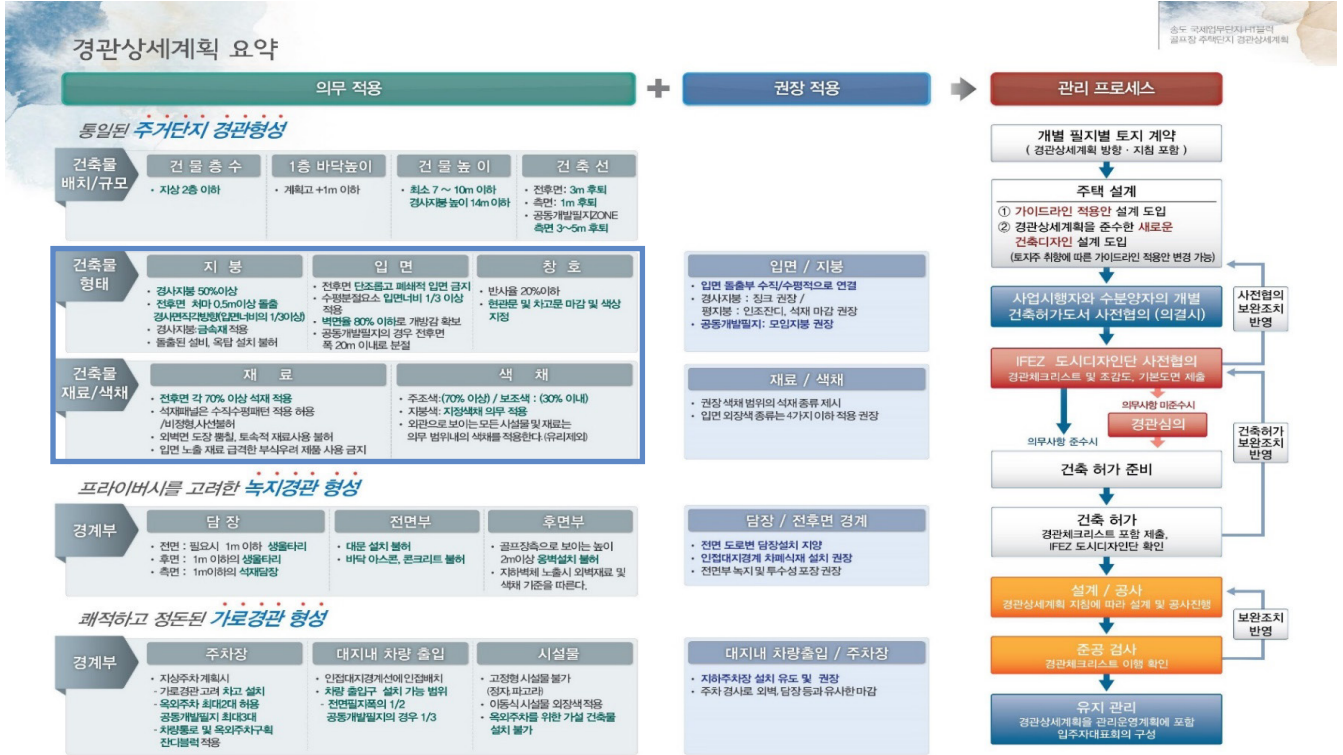 송도 국제업무단지 H1블럭
골프장 주택단지 경관상세계획
경관상세계획 요약
의무 적용
+
권장 적용
관리 프로세스
통일된 주거단지 경관형성
건축물
배치/규모
건 물 층 수
• 지상 2층 이하
1층 바닥높이
• 계획고 +1m 이하
건 물 높 이
• 최소 7 ~ 10m 이하
경사지붕 높이 14m 이하
건 축 선
• 전후면: 3m 후퇴
• 측면: 1m 후퇴
• 공동개발필지ZONE
측면 3~5m 후퇴
건축물
형태
지 붕
• 경사지붕 50%이상
• 전후면 처마 0.5m이상 돌출
경사면직각방향(입면너비의 1/3이상)
• 경사지붕:금속재 적용
• 돌출된 설비, 옥탑 설치 불허
입 면
• 전후면 단조롭고 폐쇄적 입면 금지
• 수평분절요소 입면너비 1/3 이상
적용
• 벽면율 80% 이하로 개방감 확보
• 공동개발필지의 경우 전후면
폭 20m 이내로 분절
창 호
• 반사율 20%이하
• 현관문 및 차고문 마감 및 색상
지정
입면 / 지붕
• 입면 돌출부 수직/수평적으로 연결
• 경사지붕 : 징크 권장 /
평지붕 : 인조잔디, 석재 마감 권장
• 공동개발필지: 모임지붕 권장
건축물
재료/색채
재 료
• 전후면 각 70% 이상 석재 적용
• 석재패널은 수직수평패턴 적용 허용
/비정형,사선불허
• 외벽면 도장 뿜칠, 토속적 재료사용 불허
• 입면 노출 재료 급격한 부식우려 제품 사용 금지
색 채
• 주조색:(70% 이상) / 보조색 : (30% 이내)
• 지붕색: 지정색채 의무 적용
• 외관으로 보이는 모든 시설물 및 재료는
의무 범위내의 색채를 적용한다.(유리제외)
재료 / 색채
• 권장 색채 범위의 석재 종류 제시
• 입면 외장색 종류는 4가지 이하 적용 권장
프라이버시를 고려한 녹지경관 형성
경계부
담 장
• 전면 : 필요시 1m 이하 생울타리
• 후면 : 1m 이하의 생울타리
• 측면 : 1m이하의 석재담장
전면부
• 대문 설치 불허
• 바닥 아스콘, 콘크리트 불허
후면부
• 골프장측으로 보이는 높이
2m이상 옹벽설치 불허
• 지하벽체 노출시 외벽재료 및
색채 기준을 따른다.
담장 / 전후면 경계
• 전면 도로변 담장설치 지양
• 인접대지경계 차폐식재 설치 권장
• 전면부 녹지 및 투수성 포장 권장
쾌적하고 정돈된 가로경관 형성
경계부
주차장
• 지상주차 계획시
- 가로경관 고려 차고 설치
- 옥외주차 최대2대 허용
공동개발필지 최대3대
- 차량통로 및 옥외주차구획
잔디블럭 적용
대지내 차량 출입
• 인접대지경계선에 인접배치
• 차량 출입구 설치 가능 범위
- 전면필지폭의 1/2
공동개발필지의 경우 1/3
시설물
• 고정형 시설물 불가
(정자, 파고라)
• 이동식 시설물 외장색 적용
• 옥외주차를 위한 가설 건축물
설치 불가
대지내 차량출입 / 주차장
• 지하주차장 설치 유도 및 권장
• 주차 경사로 외벽, 담장 등과 유사한 마감
개별 필지별 토지 계약
( 경관상세계획 방향 · 지침 포함 )
주택 설계
① 가이드라인 적용안 설계 도입
② 경관상세계획을 준수한 새로운
건축디자인 설계 도입
(토지주 취향에 따른 가이드라인 적용안 변경 가능)
사업시행자와 수분양자의 개별
건축허가도서 사전협의 (의결시)
사전협의
보완조치
반영
IFEZ 도시디자인단 사전협의
경관체크리스트 및 조감도, 기본도면 제출
의무사항 미준수시
경관심의
의무사항 준수시
건축허가
보완조치
반영
건축 허가 준비
건축 허가
경관체크리스트 포함 제출,
IFEZ 도시디자인단 확인
설계 / 공사
경관상세계획 지침에 따라 설계 및 공사진행
보완조치
반영
준공 검사
경관체크리스트 이행 확인
유지 관리
경관상세계획을 관리운영계획에 포함
입주자대표회의 구성